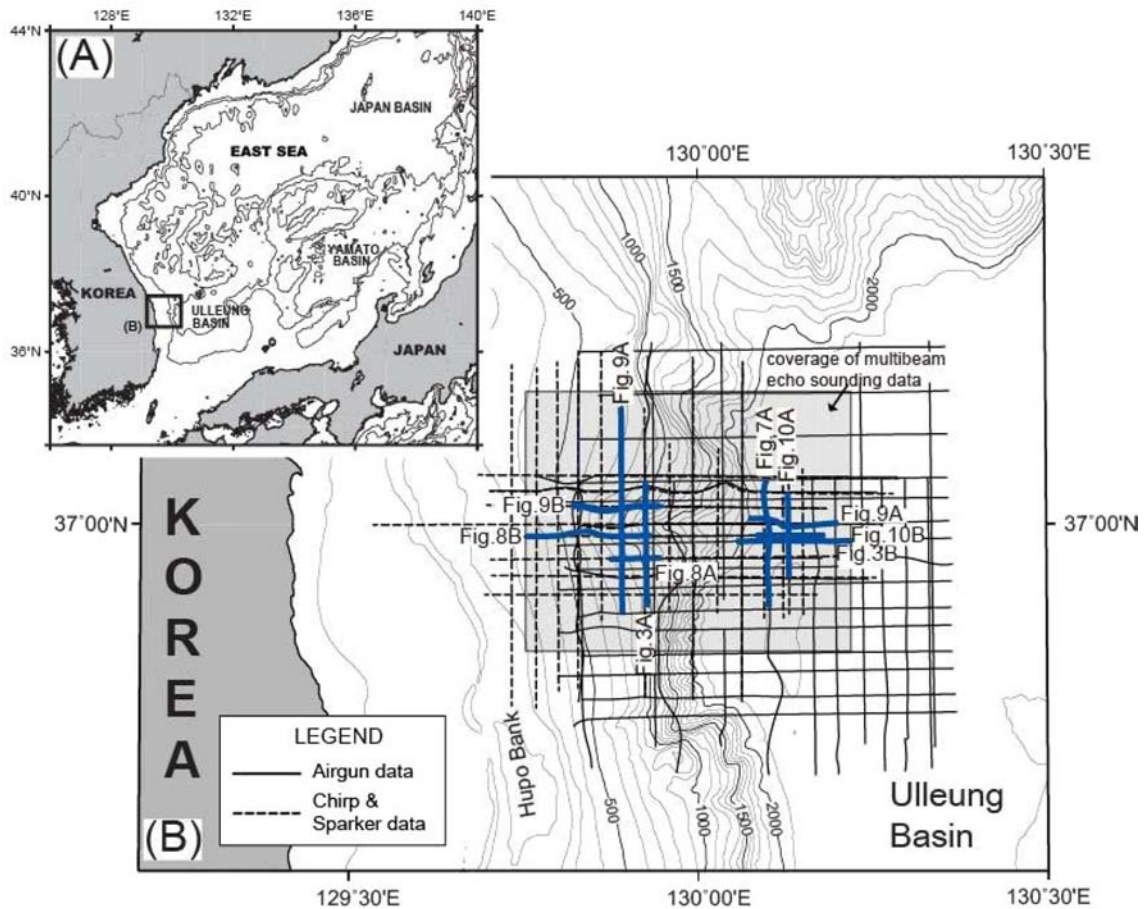 128°E
132°E
136°E
140°E
44°N
(A)
JAPAN BASIN
EAST SEA
40°N
YAMATO
BASIN
KOREA
ULLEUNG
BASIN
(B)
JAPAN
36°N
130°00'E
130°30'E
500
1000
1500
2000
coverage of multibeam
echo sounding data
Fig.9A
Fig.7A
Fig.10A
Fig.9B
Fig.9A
37°00'N
37°00'N
Fig.8B
Fig.10B
Fig.3B
Fig.8A
Fig.3A
KOREA
Hupo Bank
LEGEND
Airgun data
Chirp &
Sparker data
500
1000
1500
2000
Ulleung
Basin
(B)
129°30'E
130°00'E
130°30'E